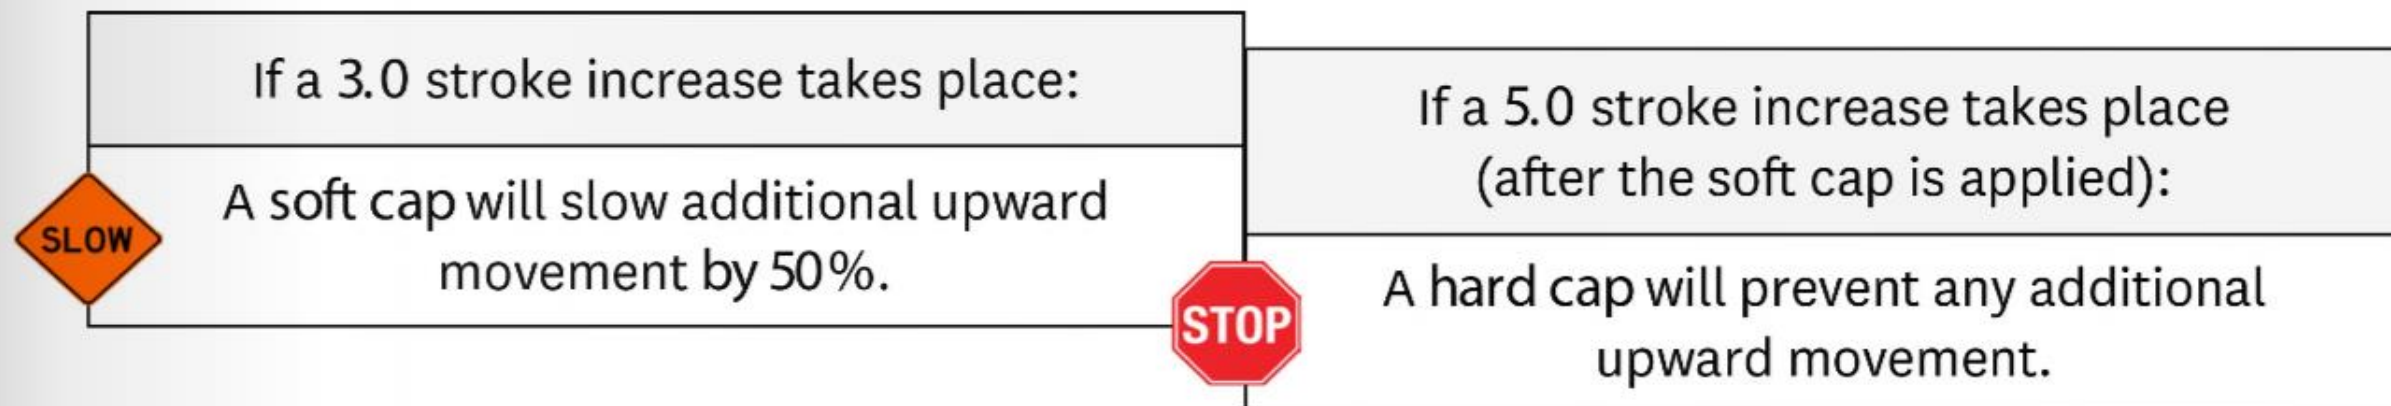 If a 3.0 stroke increase takes place:
SLOW
A soft cap will slow additional upward
movement by 50%.
If a 5.0 stroke increase takes place
(after the soft cap is applied):
STOP
A hard cap will prevent any additional
upward movement.